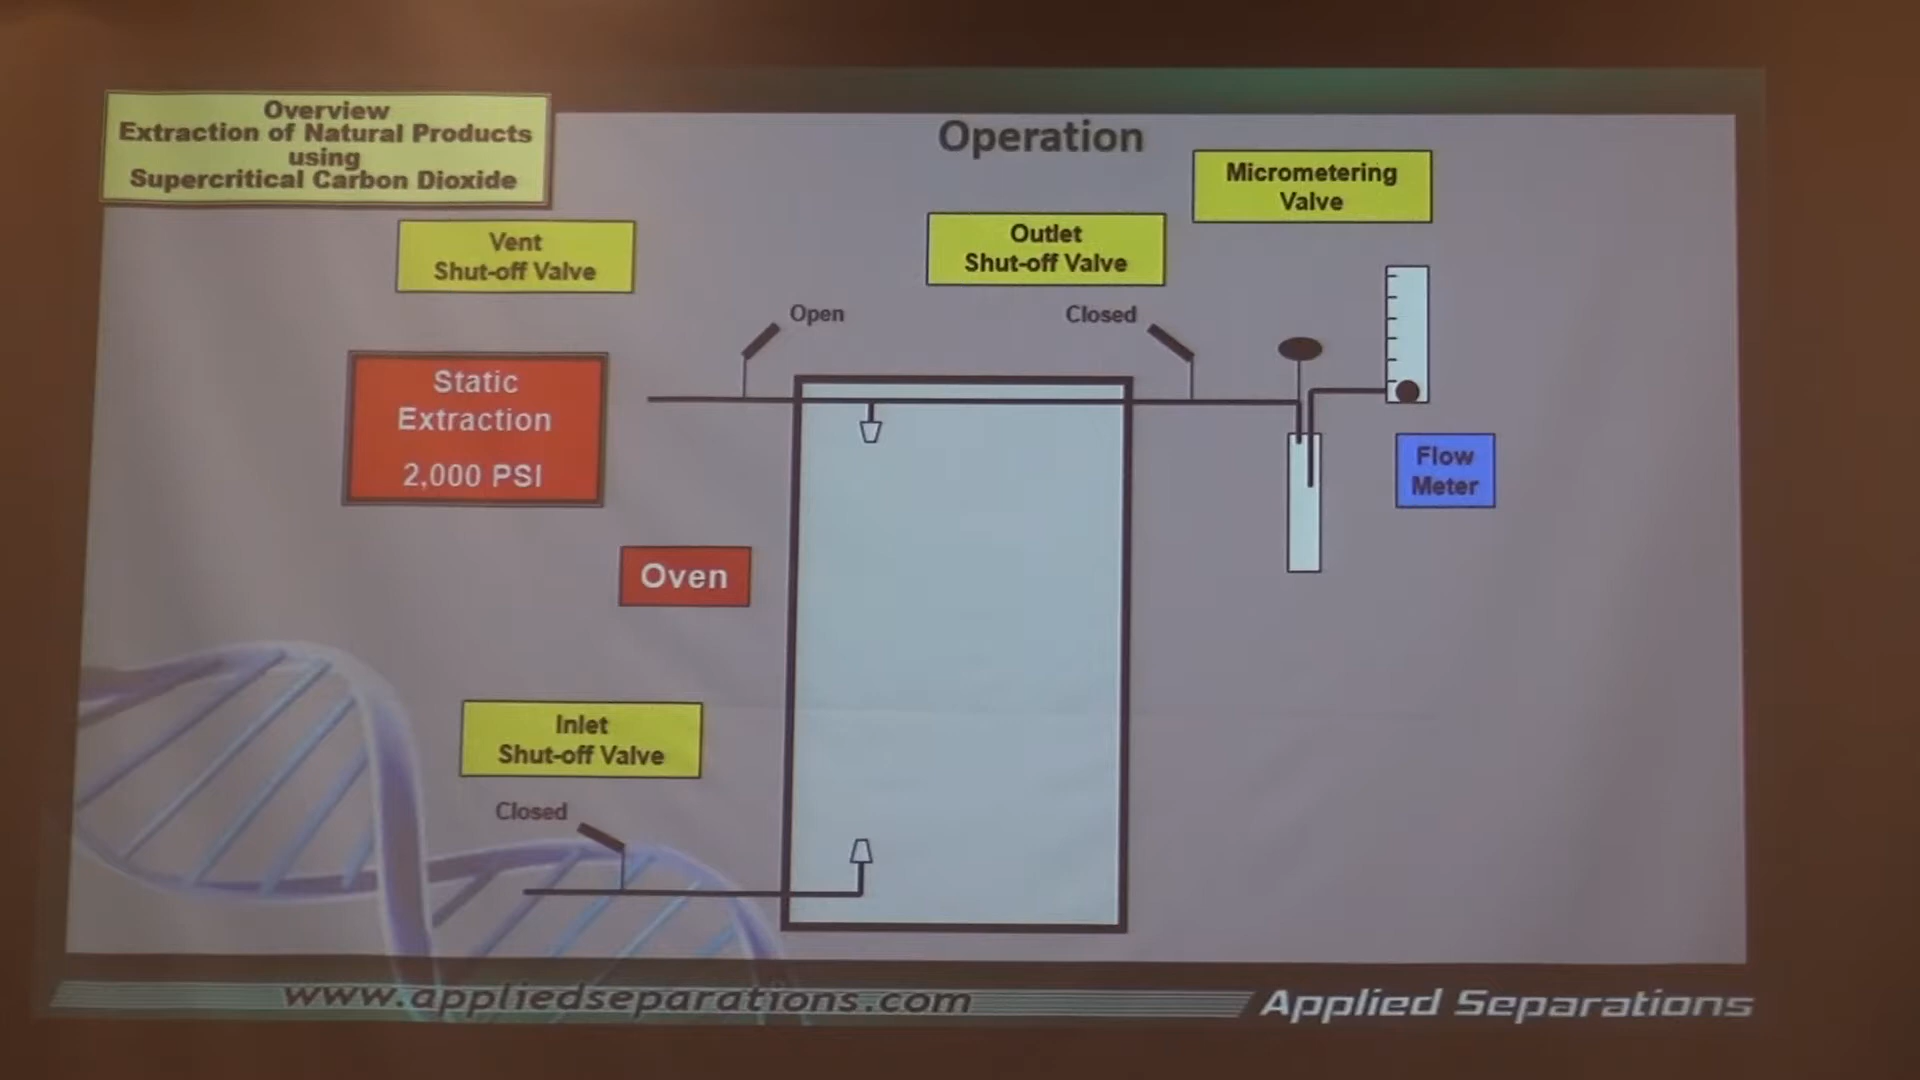 Overview
Extraction of Natural Products
using
Supercritical Carbon Dioxide
Operation
Micrometering
Valve
Vent
Shut-off Valve
Outlet
Shut-off Valve
Open
Closed
Static
Extraction
2,000 PSI
Flow
Meter
Oven
Inlet
Shut-off Valve
Closed
www.appliedseparations.com
Applied Separations